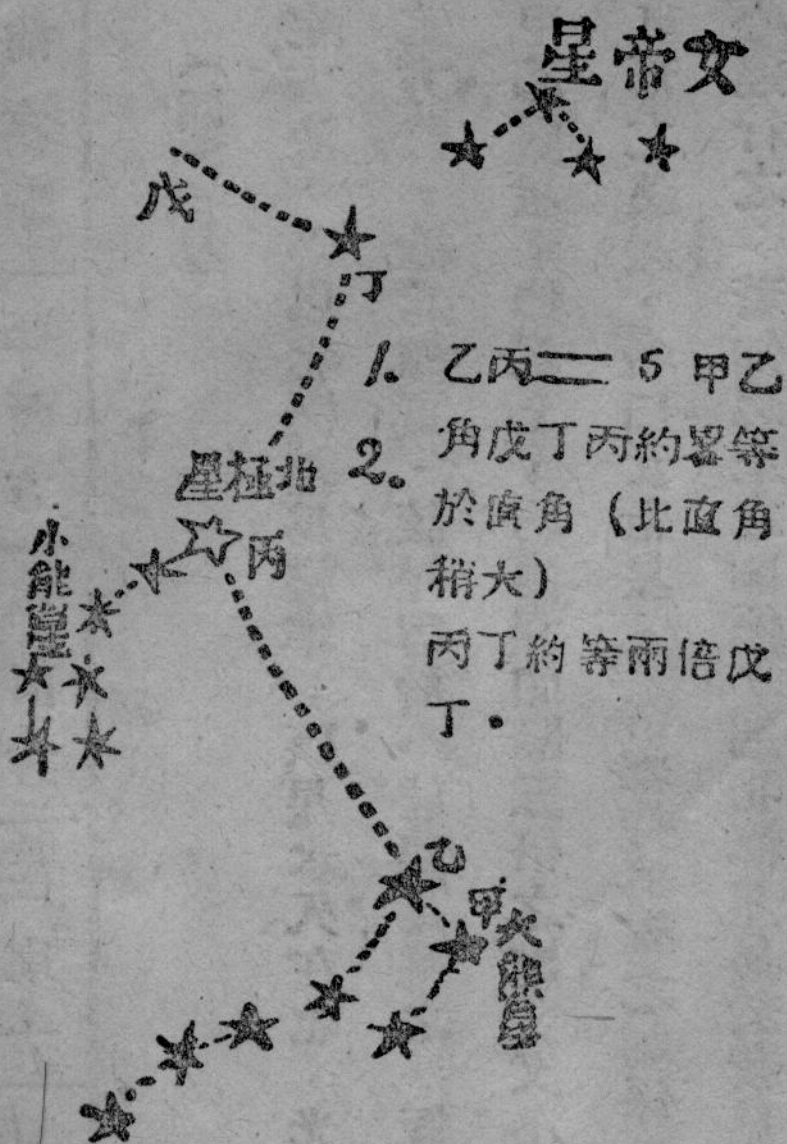 星帝女
戊
丁
1. 乙丙＝5甲乙
2. 角戊丁丙約畧等
於直角（比直角
稍大）
丙丁約等兩倍戊
丁．
星極北
丙
小熊星
乙
甲
大熊星